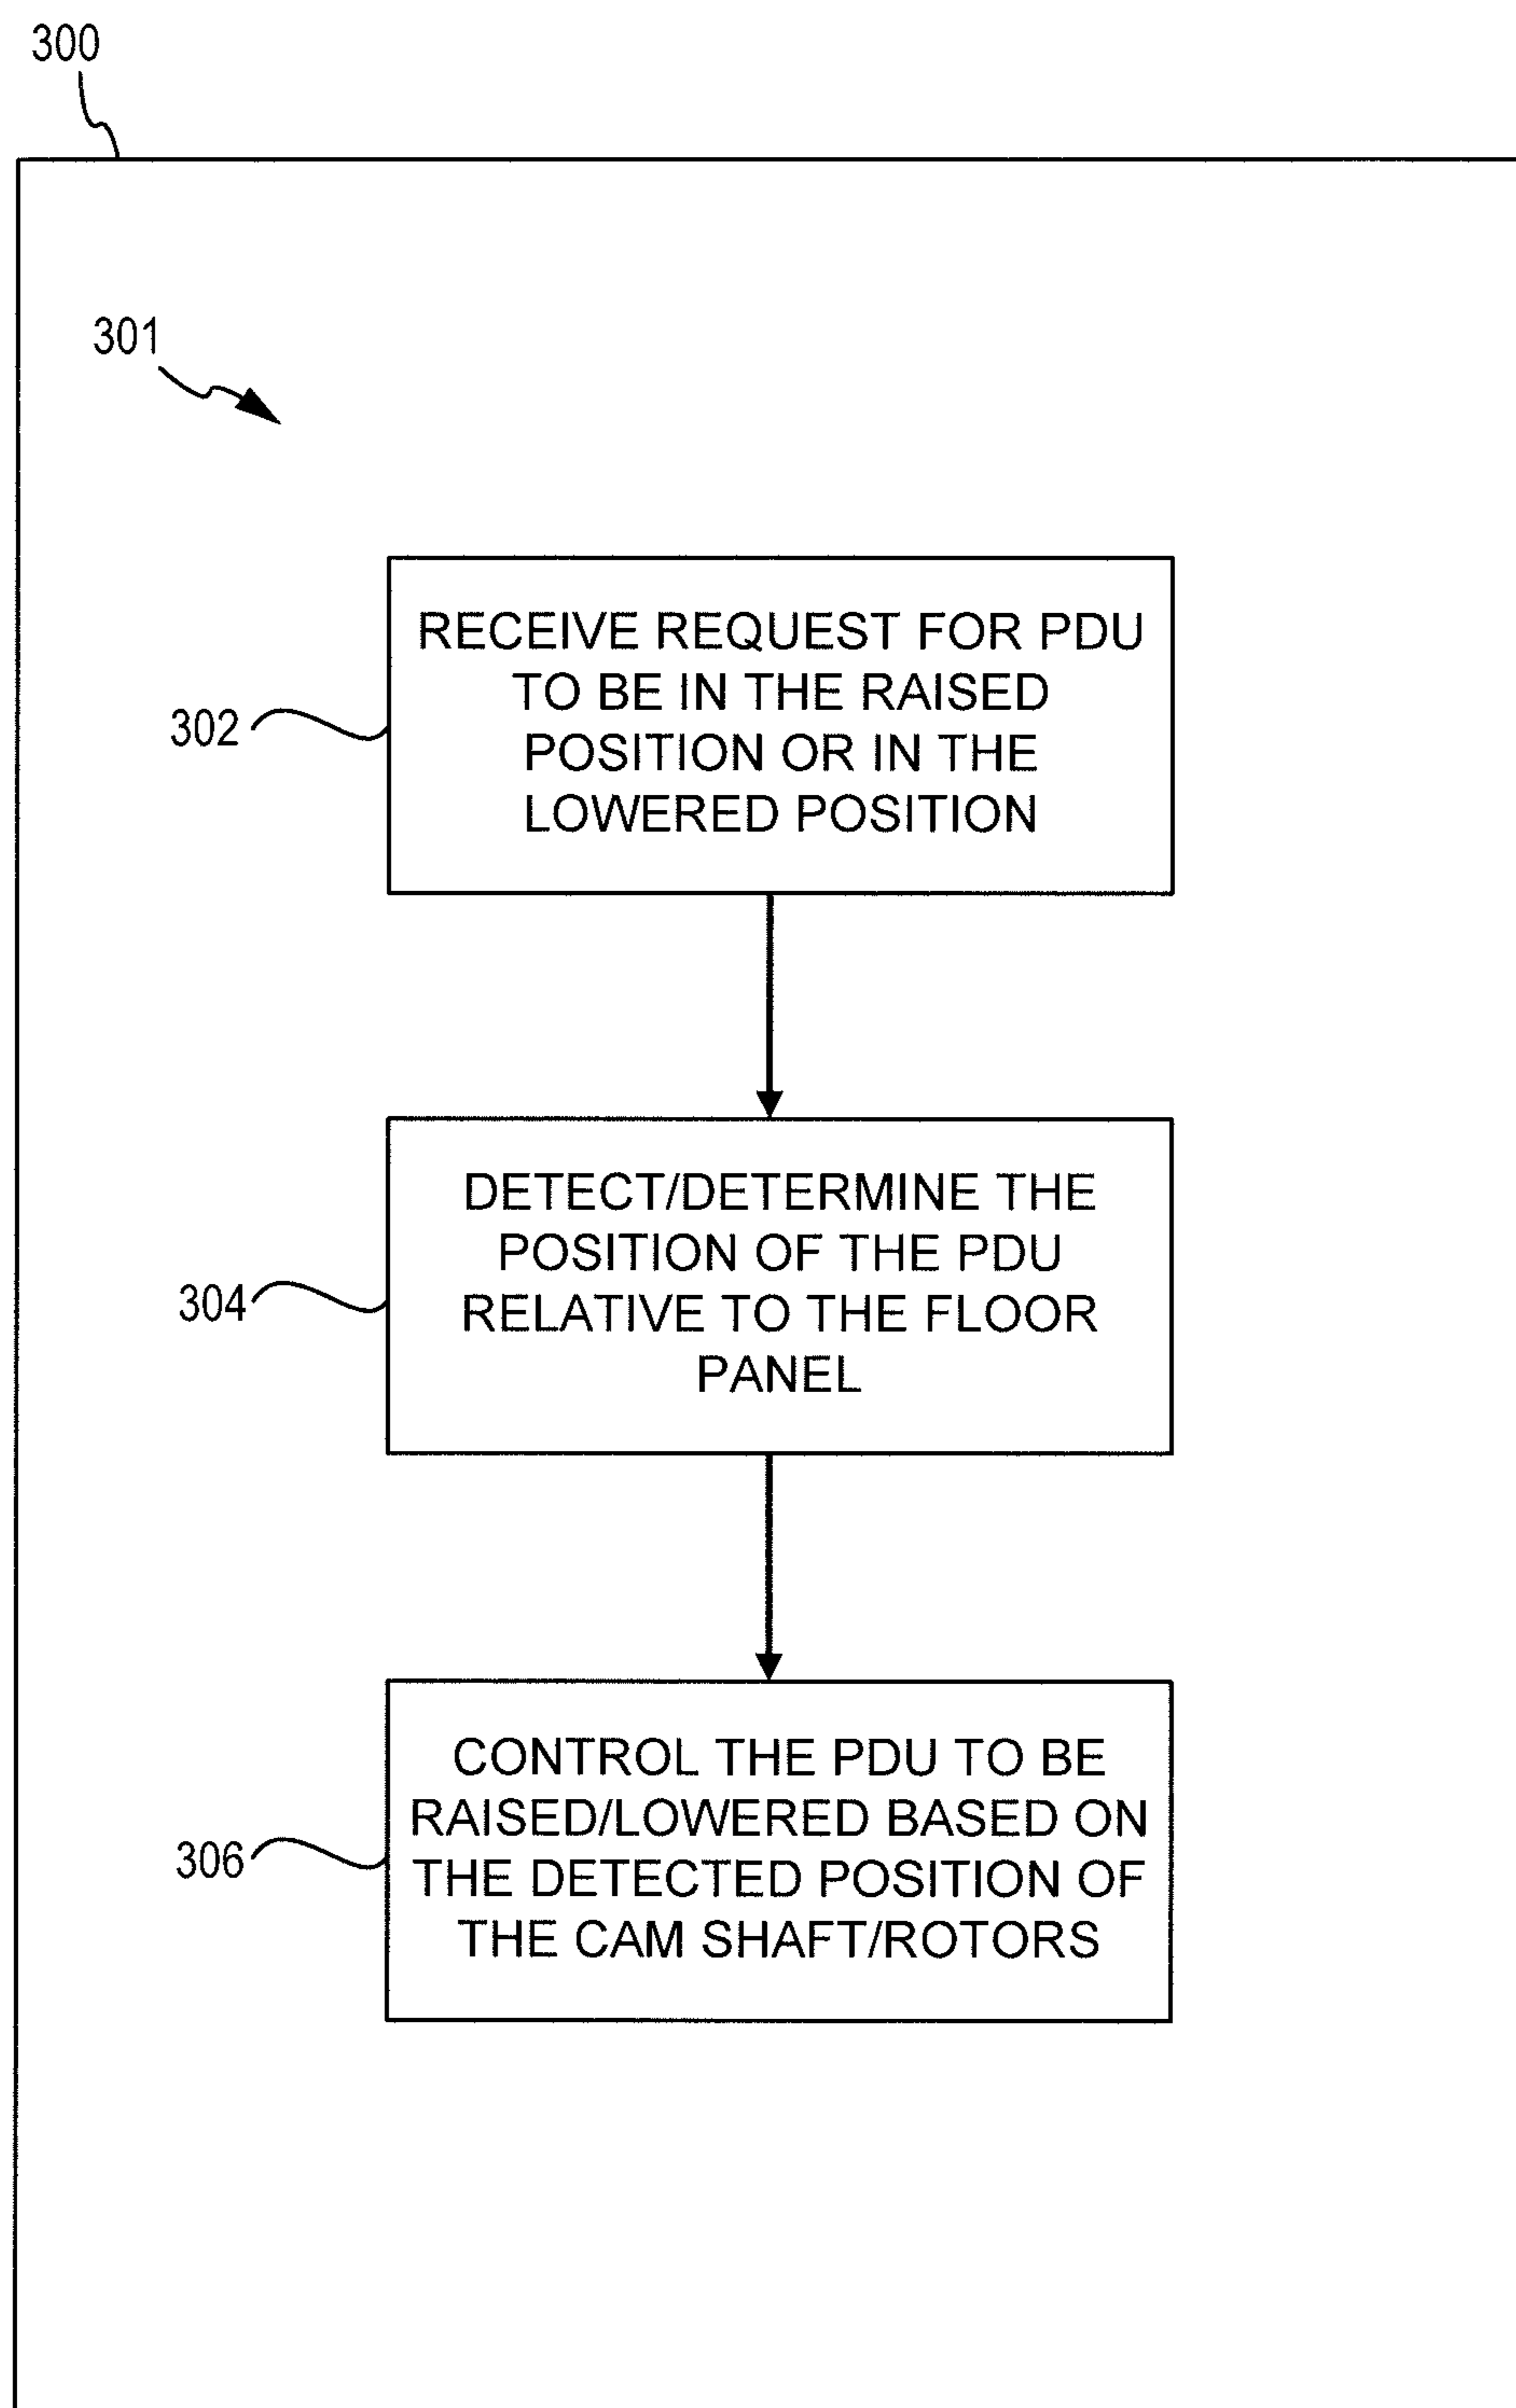 300
301
302
RECEIVE REQUEST FOR PDU
TO BE IN THE RAISED
POSITION OR IN THE
LOWERED POSITION
304
DETECT/DETERMINE THE
POSITION OF THE PDU
RELATIVE TO THE FLOOR
PANEL
306
CONTROL THE PDU TO BE
RAISED/LOWERED BASED ON
THE DETECTED POSITION OF
THE CAM SHAFT/ROTORS